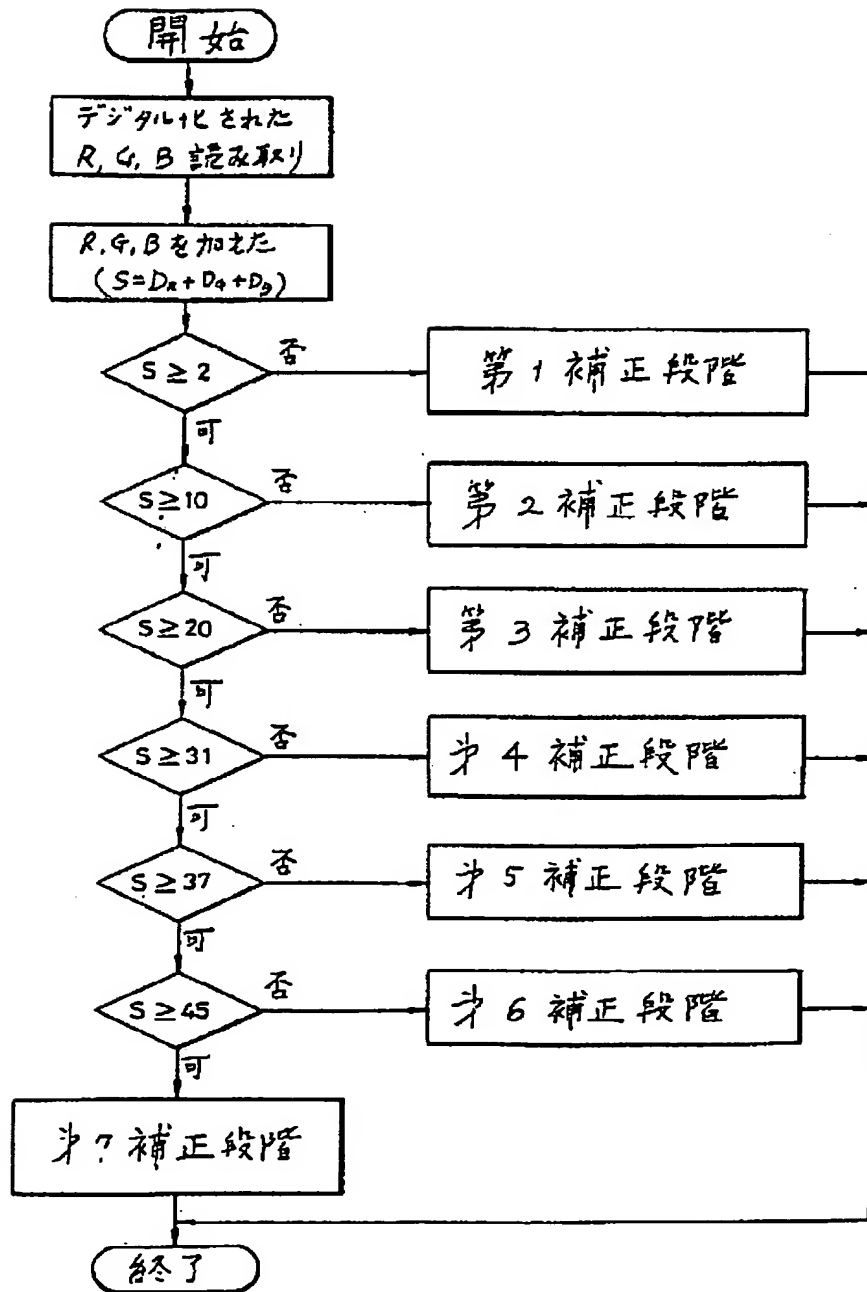 開始
デジタル化された
R, G, B 読み取り
R, G, B を加えた
(S=DR+DG+DB)
S ≥ 2
否
第1補正段階
可
S ≥ 10
否
第2補正段階
可
S ≥ 20
否
第3補正段階
可
S ≥ 31
否
才4補正段階
可
S ≥ 37
否
才5補正段階
可
S ≥ 45
否
才6補正段階
可
才7補正段階
終了